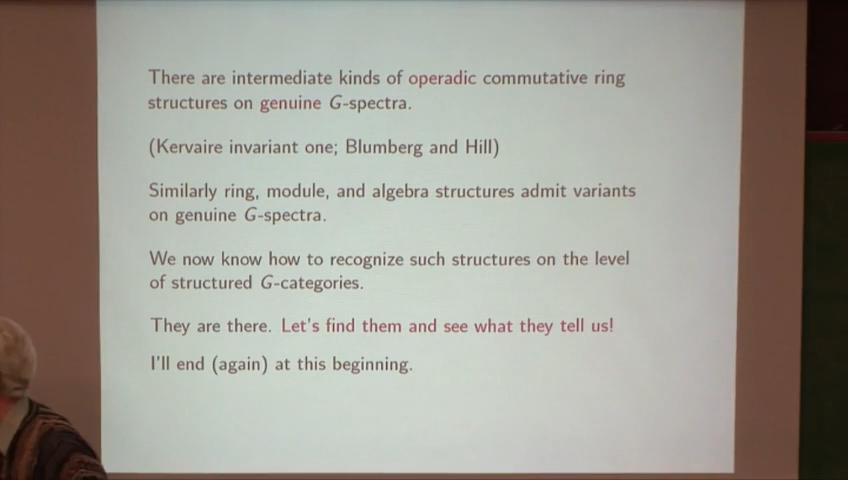 There are intermediate kinds of operadic commutative ring
structures on genuine G-spectra.
(Kervaire invariant one; Blumberg and Hill)
Similarly ring, module, and algebra structures admit variants
on genuine G-spectra.
We now know how to recognize such structures on the level
of structured G-categories.
They are there. Let's find them and see what they tell us!
I'll end (again) at this beginning.